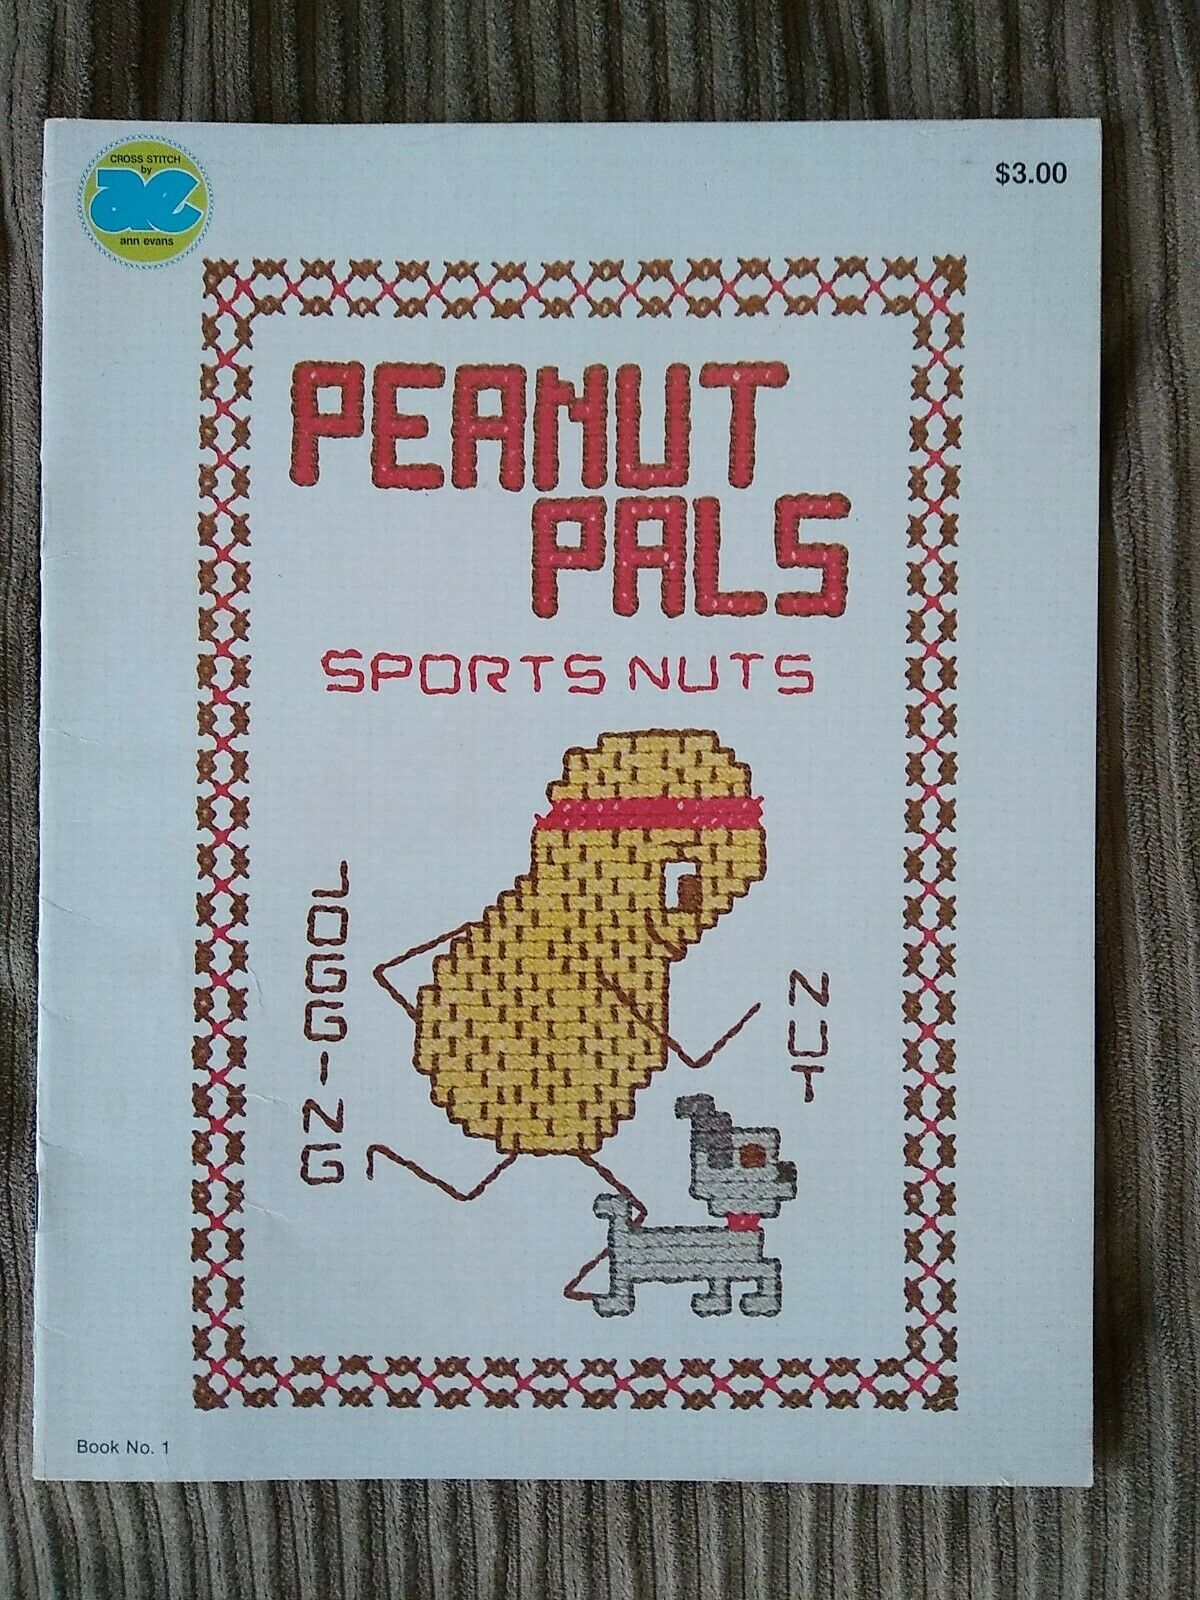 CROSS STITCH
by
ae
ann evans
$3.00
PEANUT
PALS
SPORTS NUTS
JOGGING
NUT
Book No. 1